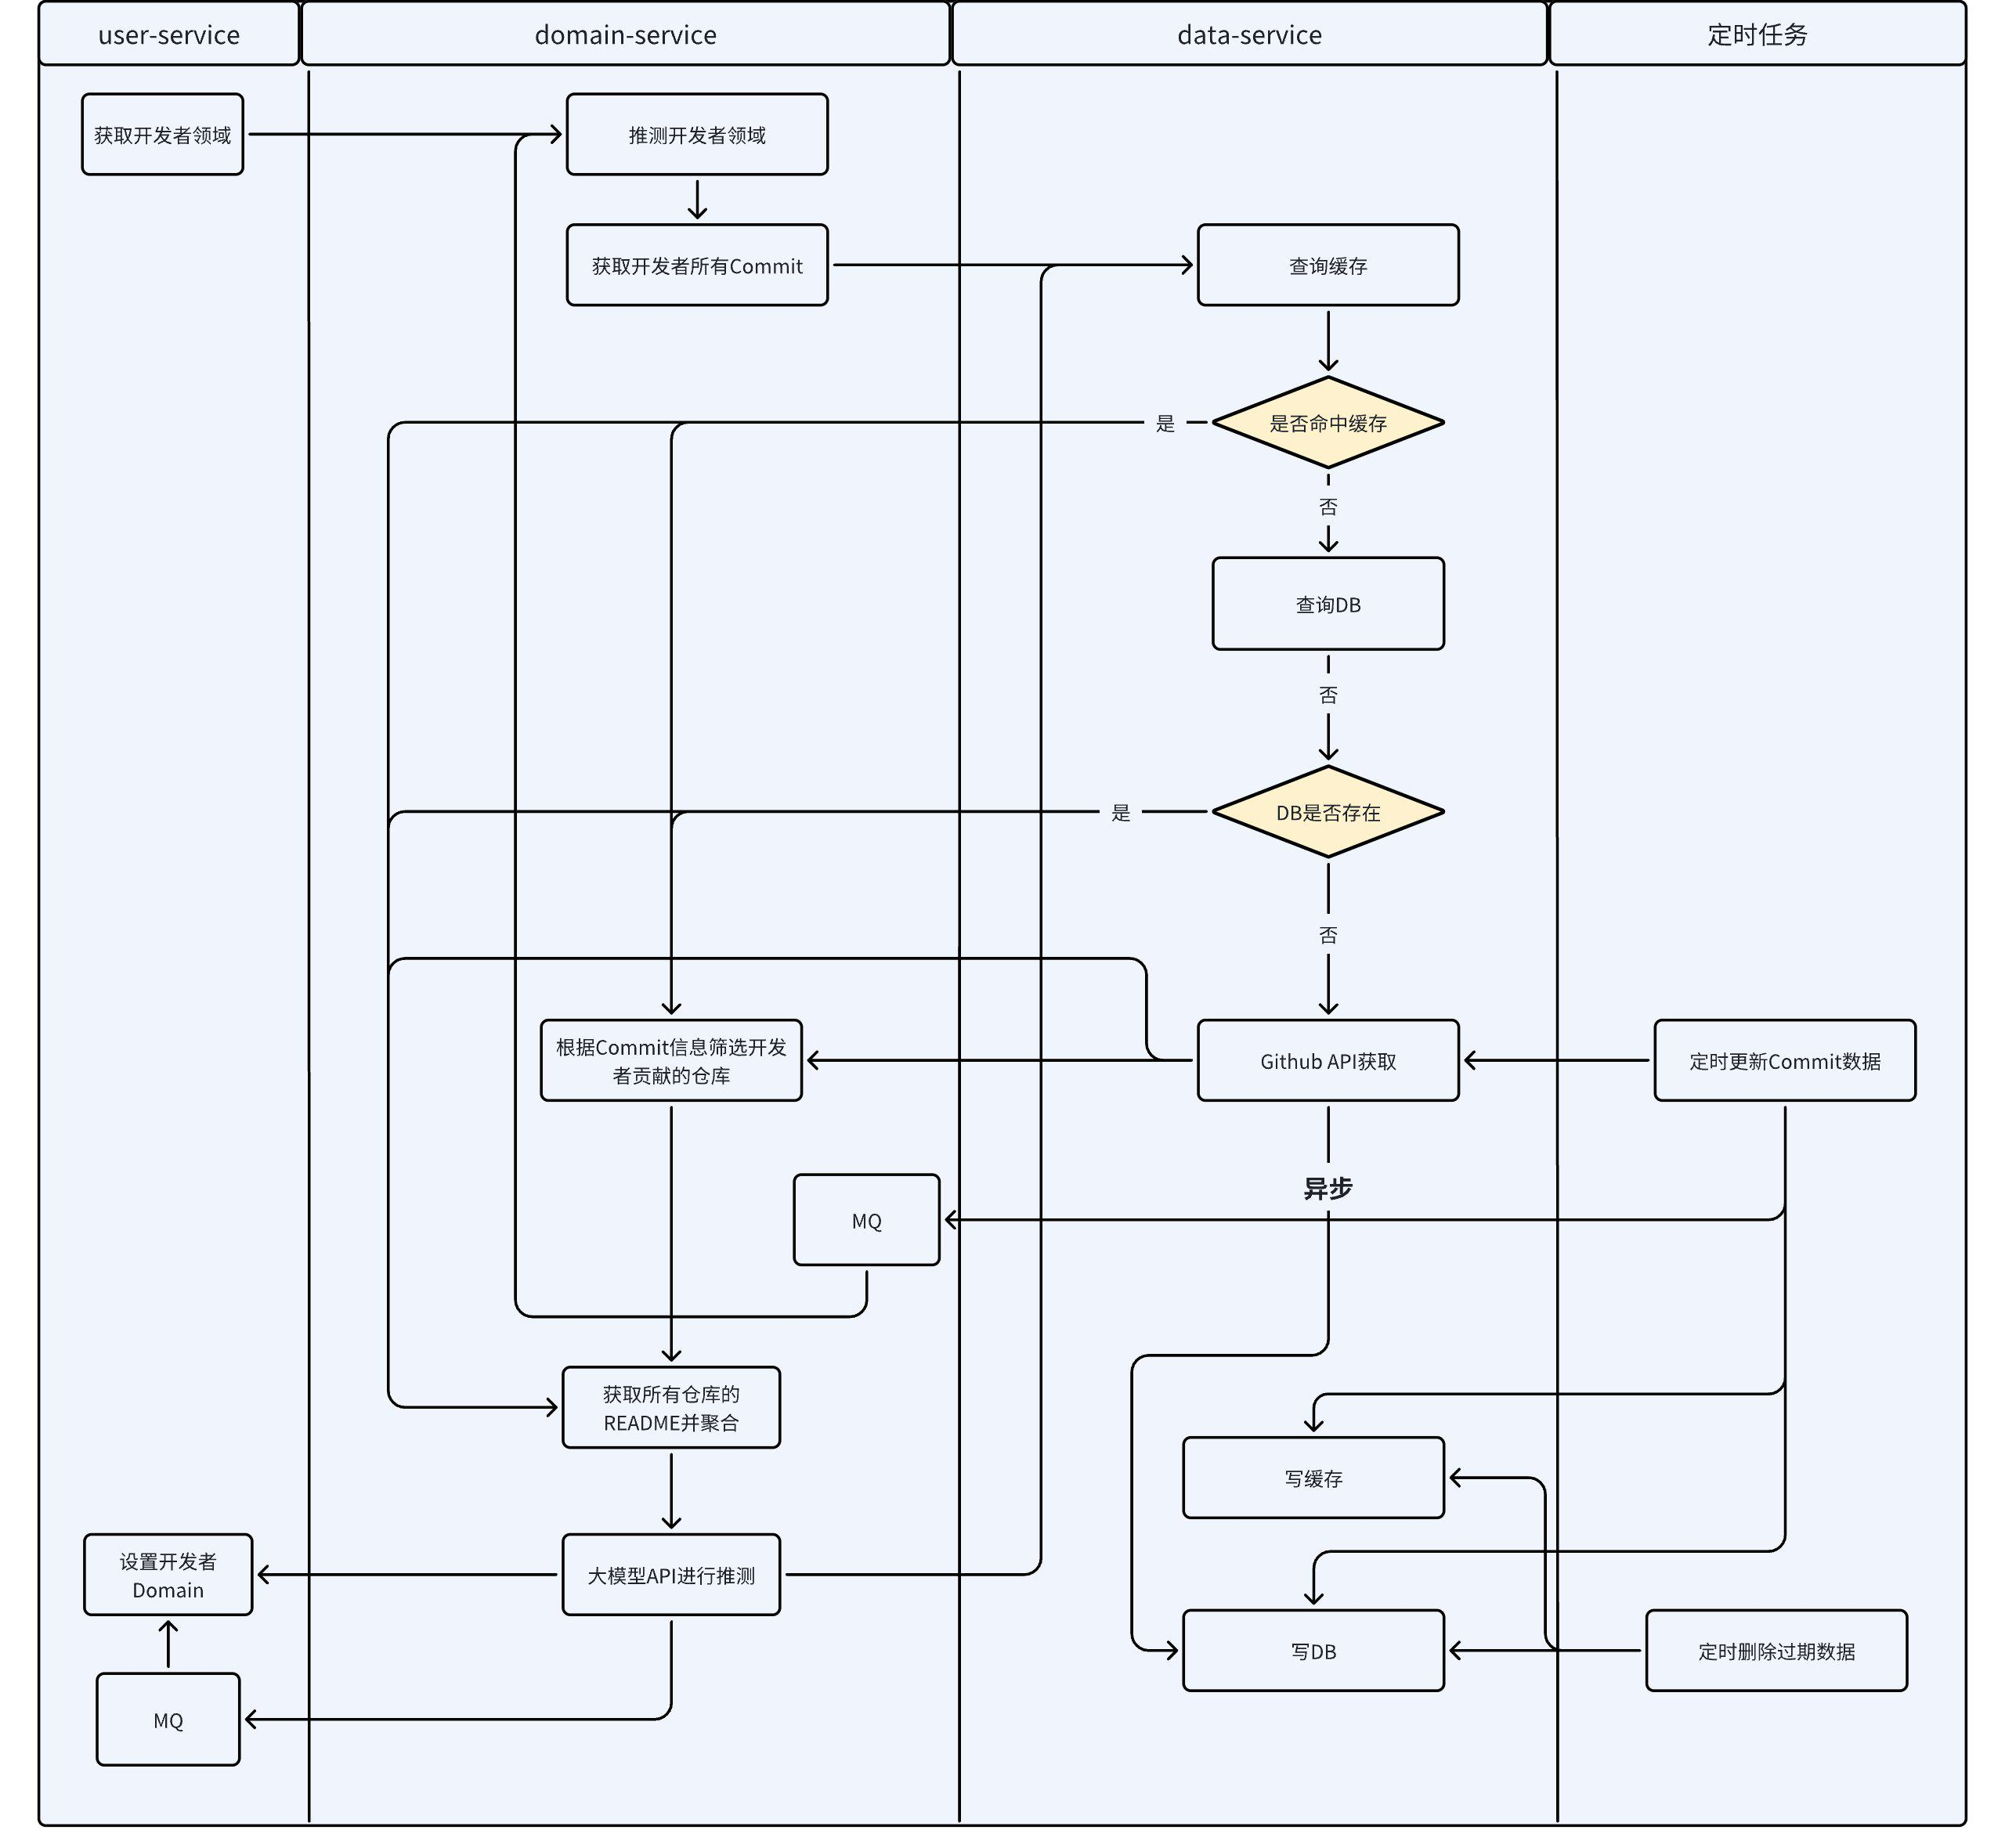 user-service
domain-service
data-service
定时任务
获取开发者领域
推测开发者领域
获取开发者所有Commit
查询缓存
是
是否命中缓存
否
查询DB
否
是
DB是否存在
否
根据Commit信息筛选开发
者贡献的仓库
Github API获取
定时更新Commit数据
异步
MQ
获取所有仓库的
README并聚合
写缓存
设置开发者
Domain
大模型API进行推测
写DB
定时删除过期数据
MQ